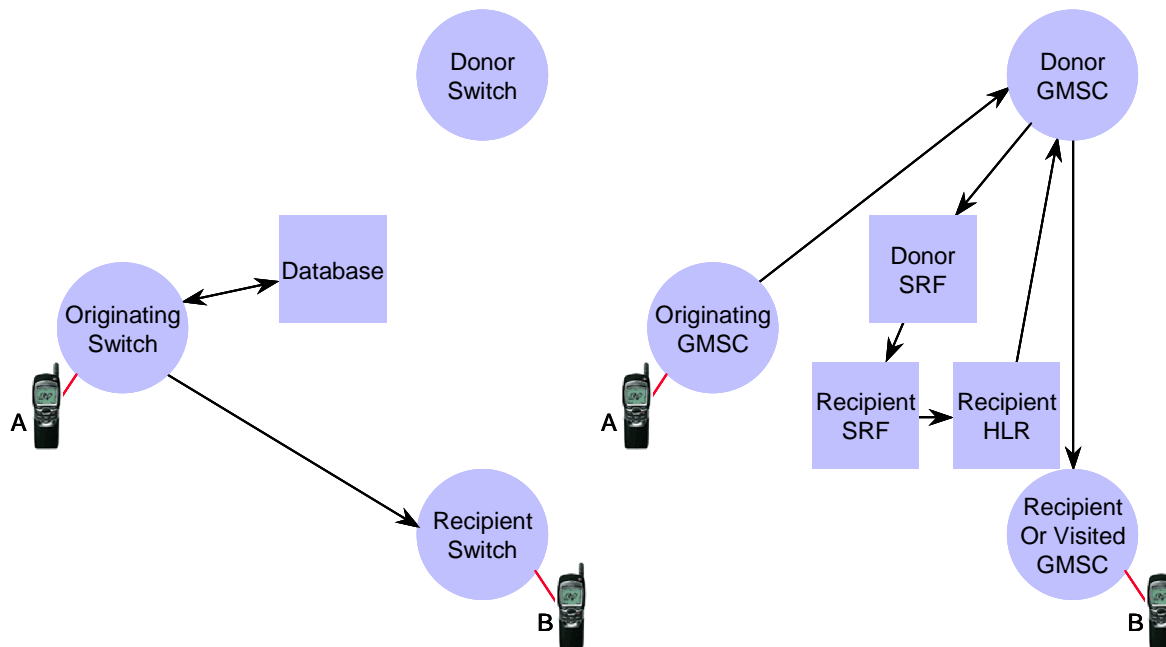 Donor
Switch
Database
Originating
Switch
A
Recipient
Switch
B
Donor
GMSC
Donor
SRF
Originating
GMSC
A
Recipient
SRF
Recipient
HLR
Recipient
Or Visited
GMSC
B